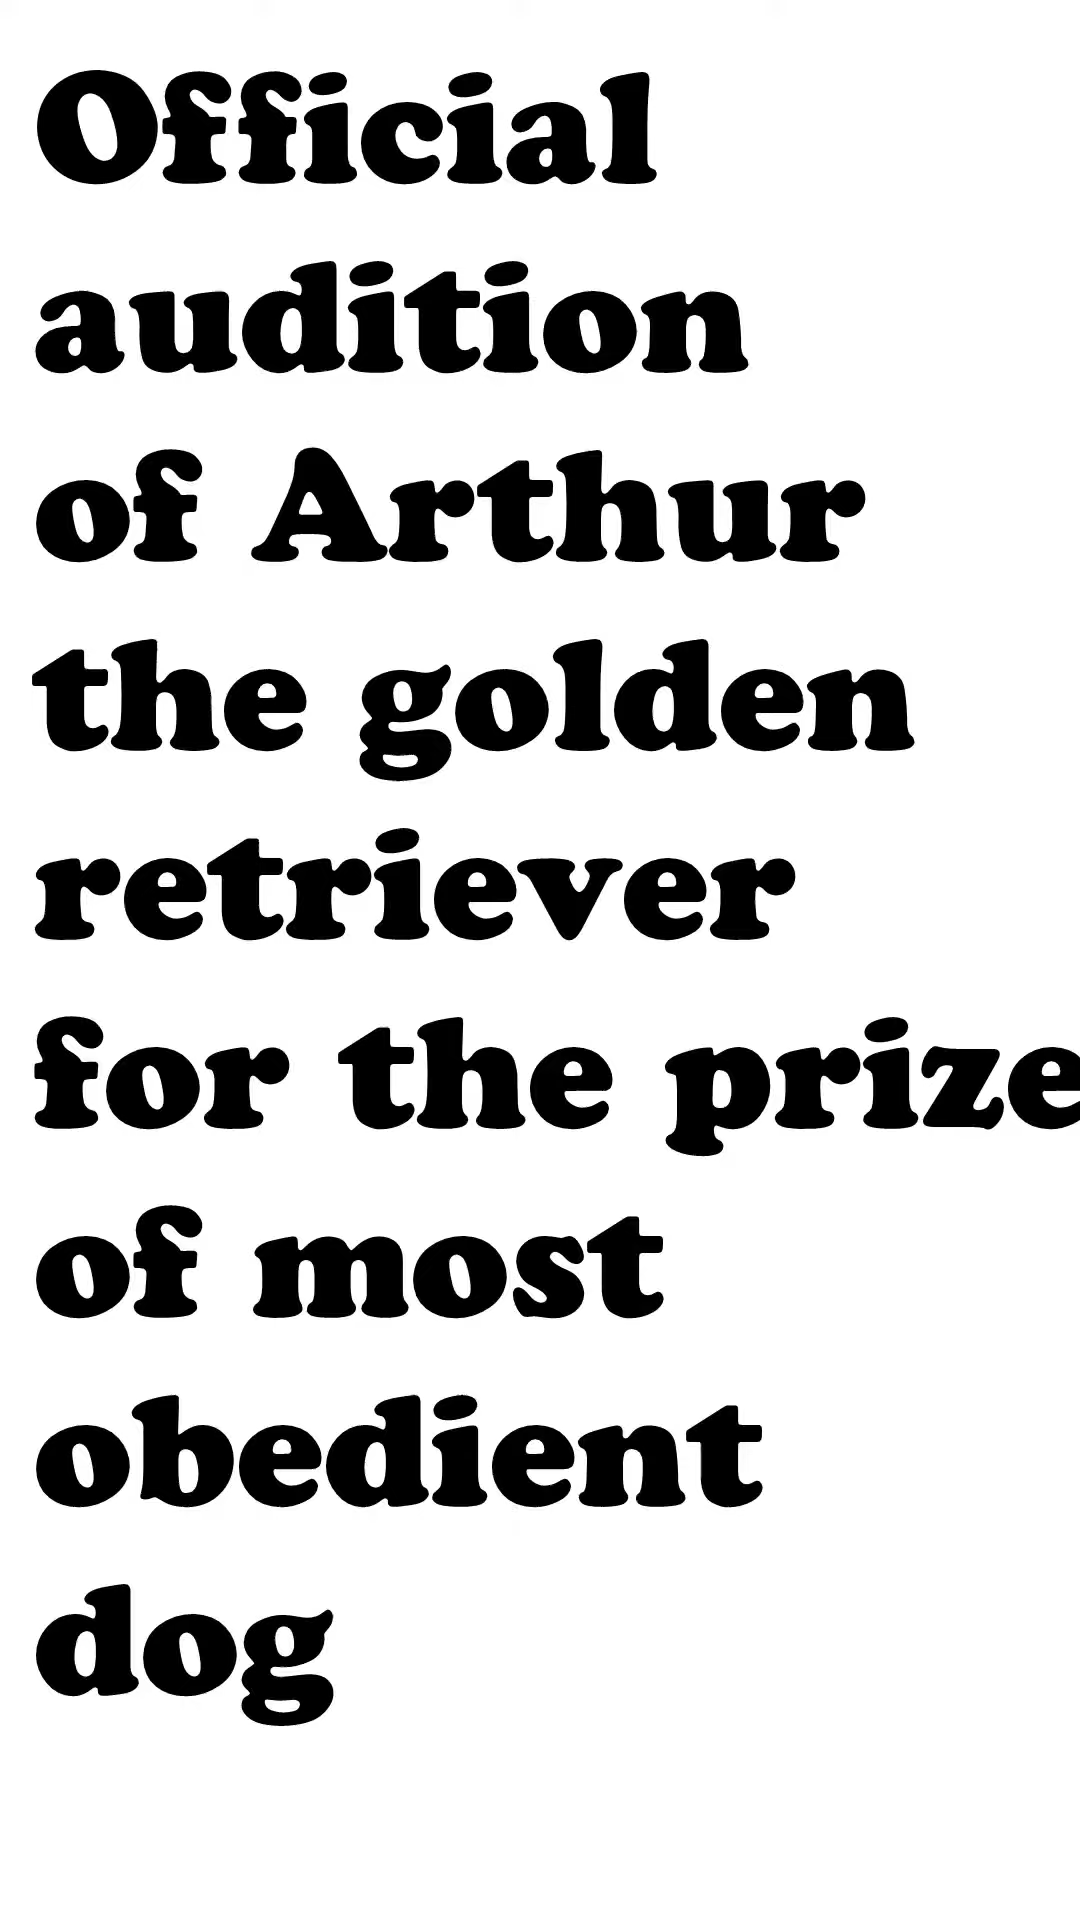 Official
audition
of Arthur
the golden
retriever
for the prize
of most
obedient
dog